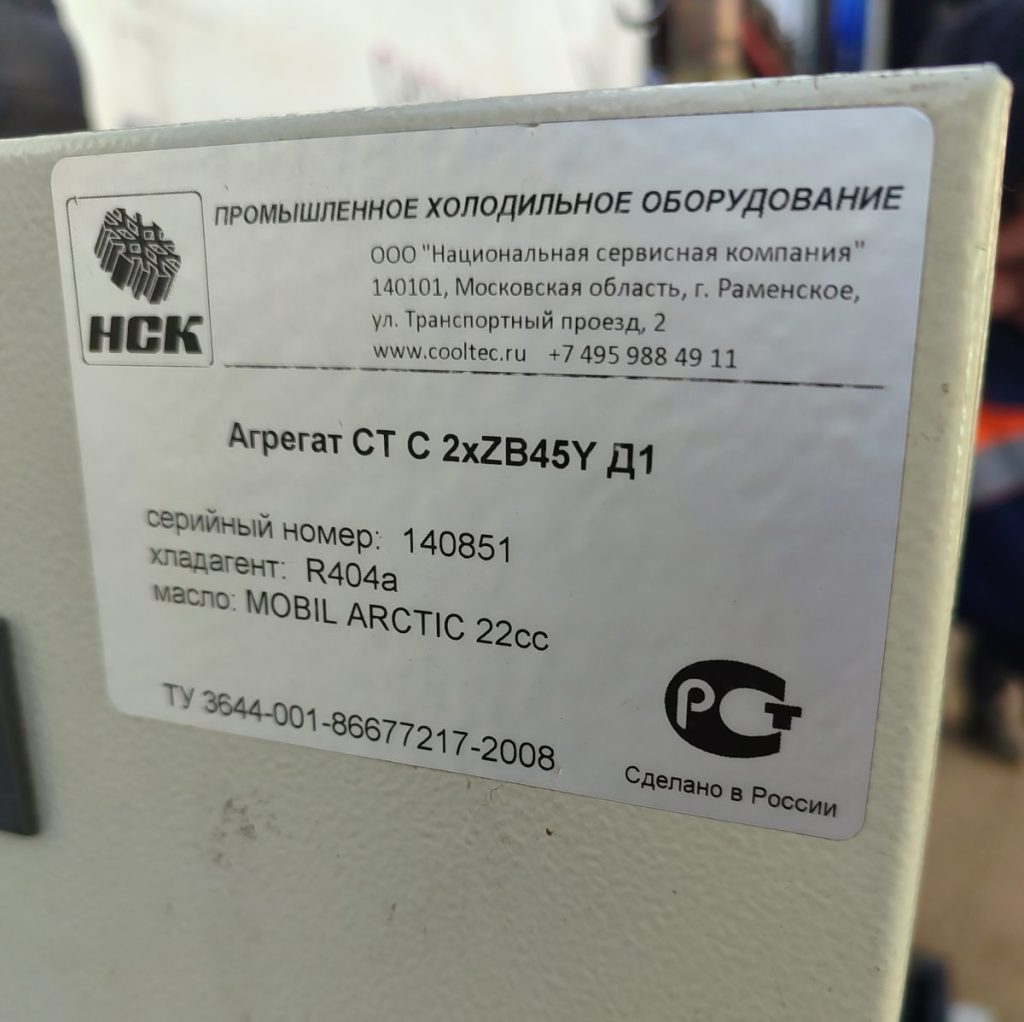 НСК
ПРОМЫШЛЕННОЕ ХОЛОДИЛЬНОЕ ОБОРУДОВАНИЕ
ООО "Национальная сервисная компания"
140101, Московская область, г. Раменское,
ул. Транспортный проезд, 2
www.cooltec.ru +7 495 988 49 11
Агрегат СТ С 2xZB45Y Д1
серийный номер: 140851
хладагент: R404a
масло: MOBIL ARCTIC 22cc
ТУ 3644-001-86677217-2008
РСТ
Сделано в России